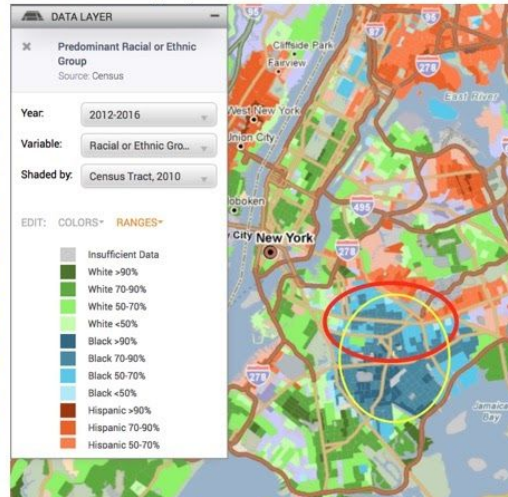 DATA LAYER
Predominant Racial or Ethnic
Group
Source: Census
Year:
2012-2016
Variable:
Racial or Ethnic Gro...
Shaded by:
Census Tract, 2010
EDIT: COLORS RANGES
Insufficient Data
White >90%
White 70-90%
White 50-70%
White <50%
Black >90%
Black 70-90%
Black 50-70%
Black <50%
Hispanic >90%
Hispanic 70-90%
Hispanic 50-70%
Cliffside Park
Fairview
95
278
West New York
Union City
East River
Hoboken
495
City
New York
278
278
Jamaica
Bay